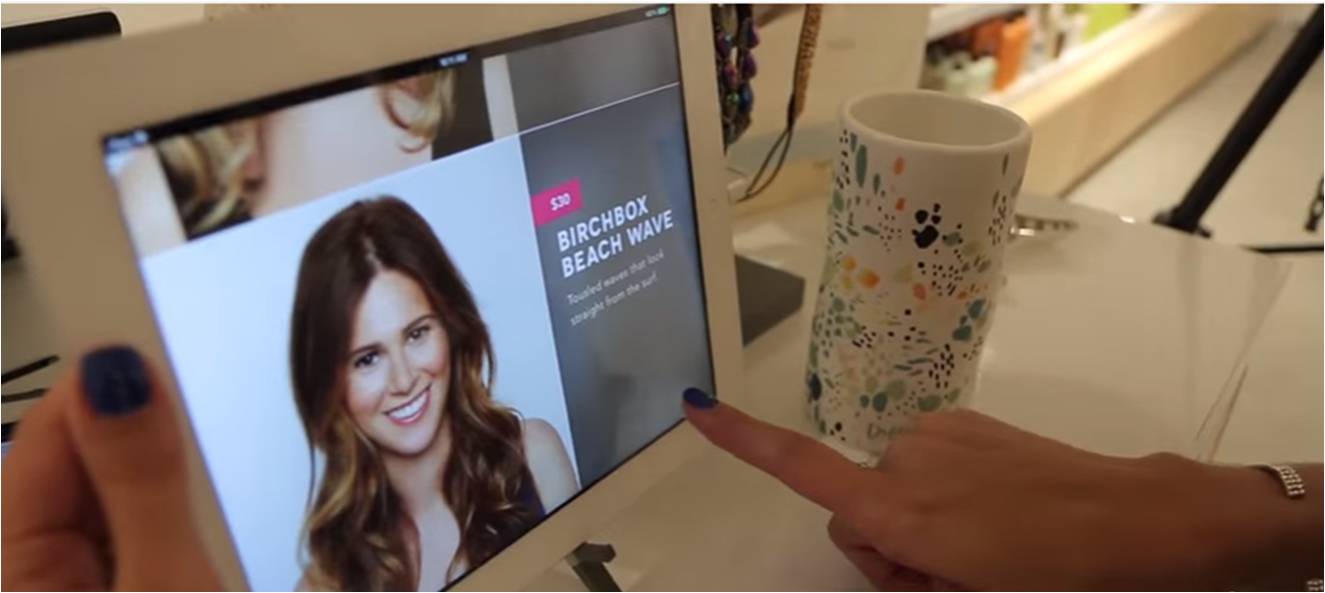 $30
BIRCHBOX
BEACH WAVE
Tousled waves that look
straight from the surf.